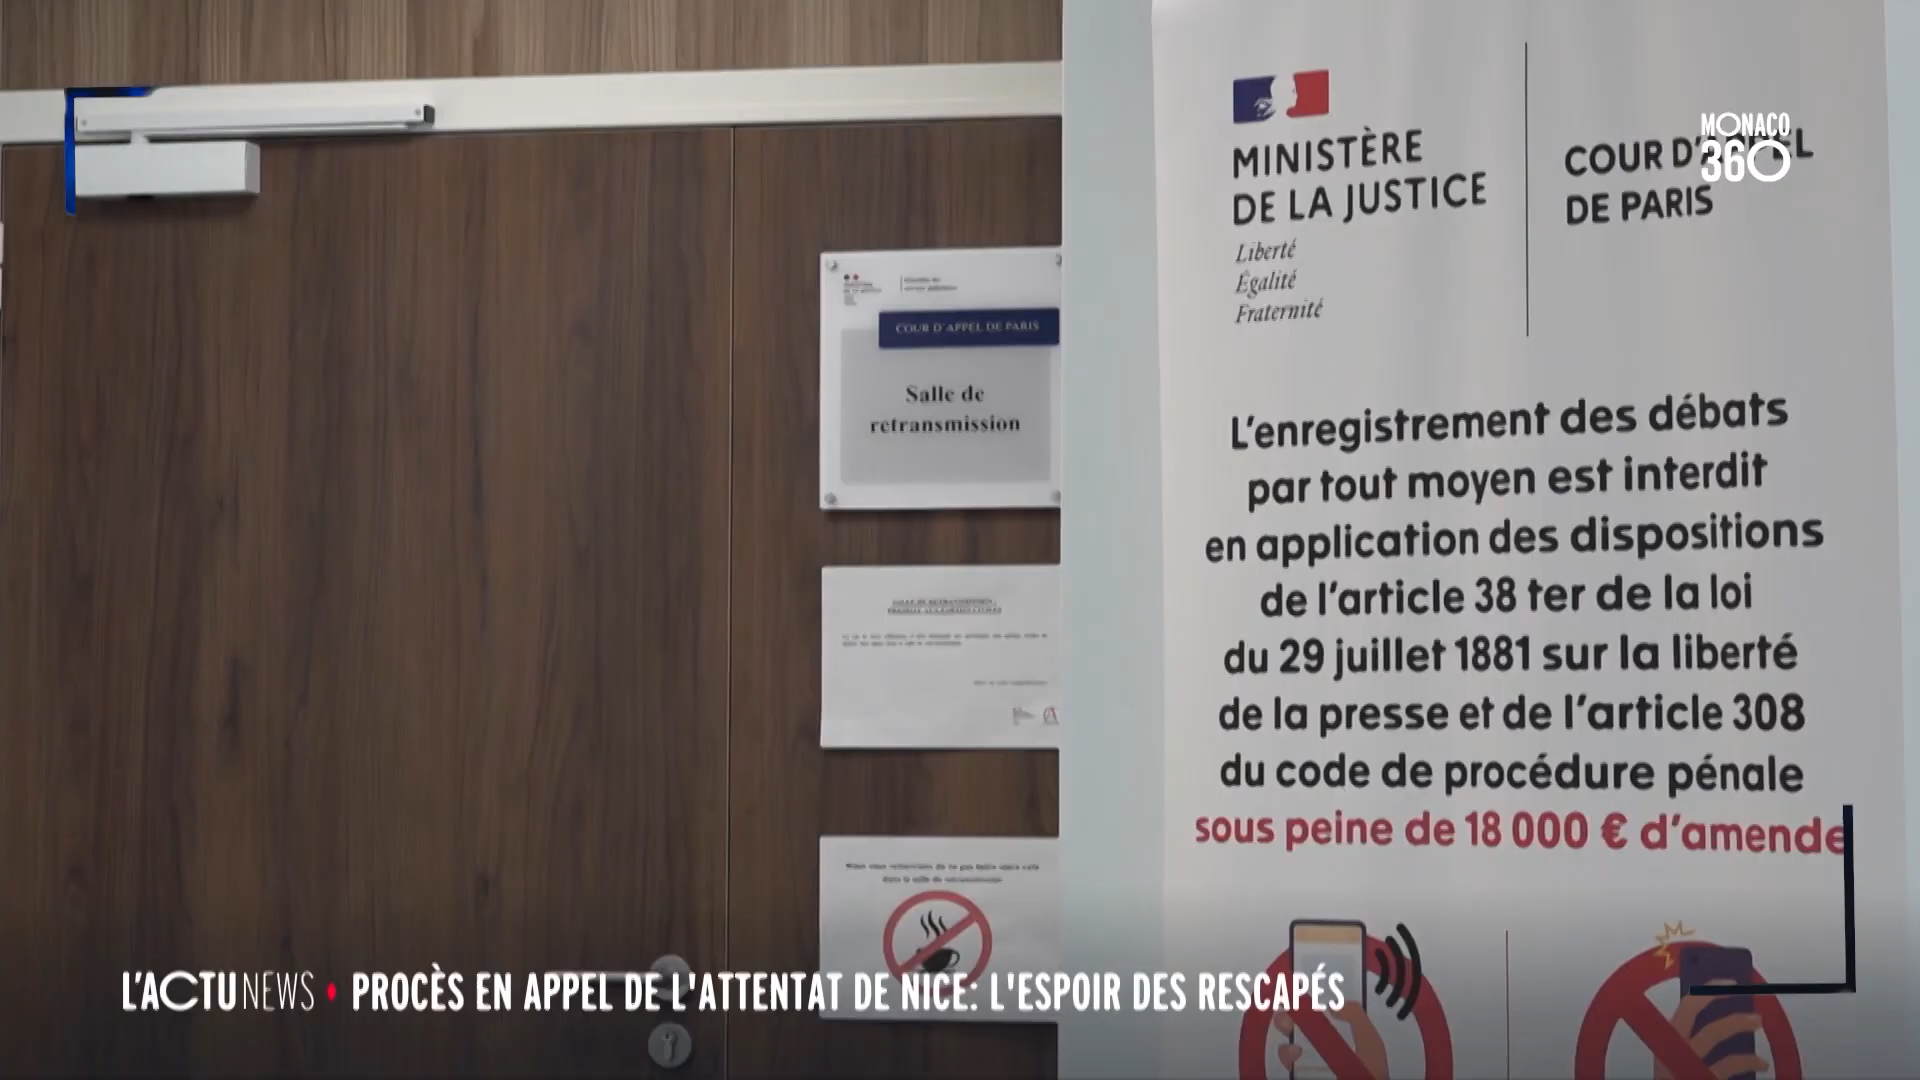 MINISTÈRE
DE LA JUSTICE
Liberté
Égalité
Fraternité
COUR D'APPEL
DE PARIS
MONACO
360
COUR D'APPEL DE PARIS
Salle de
retransmission
L'enregistrement des débats
par tout moyen est interdit
en application des dispositions
de l'article 38 ter de la loi
du 29 juillet 1881 sur la liberté
de la presse et de l'article 308
du code de procédure pénale
sous peine de 18 000 € d'amende
L'ACTUNEWS • PROCÈS EN APPEL DE L'ATTENTAT DE NICE: L'ESPOIR DES RESCAPÉS